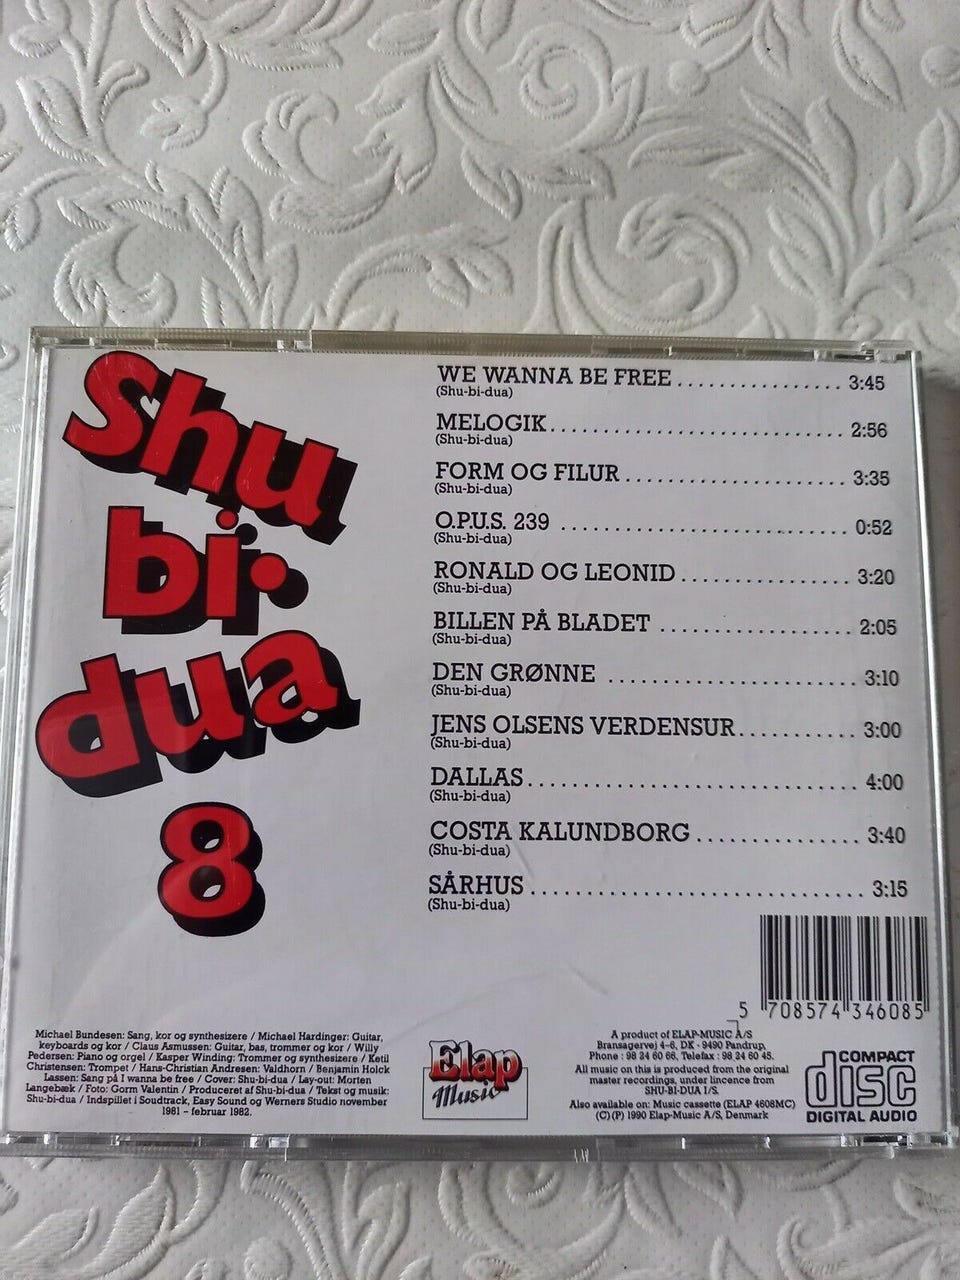 Shu
bi-
dua
8
WE WANNA BE FREE .................. 3:45
(Shu-bi-dua)
MELOGIK .............................. 2:56
(Shu-bi-dua)
FORM OG FILUR ....................... 3:35
(Shu-bi-dua)
O.P.U.S. 239 .............................. 0:52
(Shu-bi-dua)
RONALD OG LEONID .................. 3:20
(Shu-bi-dua)
BILLEN PÅ BLADET .................... 2:05
(Shu-bi-dua)
DEN GRØNNE ......................... 3:10
(Shu-bi-dua)
JENS OLSENS VERDENSUR ............ 3:00
(Shu-bi-dua)
DALLAS ................................. 4:00
(Shu-bi-dua)
COSTA KALUNDBORG ................ 3:40
(Shu-bi-dua)
SÅRHUS ................................. 3:15
(Shu-bi-dua)
5 708574 346085
Michael Bundesen: Sang, kor og synthesizere / Michael Hardinger: Guitar,
keyboards og kor / Claus Asmussen: Guitar, bas, trommer og kor / Willy
Pedersen: Piano og orgel / Kasper Winding: Trommer og synthesizere / Ketil
Christensen: Trompet / Hans-Christian Andresen: Valdhorn / Benjamin Holck
Lassen: Sang på I wanna be free / Cover: Shu-bi-dua / Lay-out: Morten
Langebæk / Foto: Gorm Valentin / Produceret af Shu-bi-dua / Tekst og musik:
Shu-bi-dua / Indspillet i Soudtrack, Easy Sound og Werners Studio november
1981 – februar 1982.
Elap
Music
A product of ELAP-MUSIC A/S
Bransagervej 4-6, DK - 9490 Pandrup,
Phone : 98 24 60 66, Telefax : 98 24 60 45.
All music on this is produced from the original
master recordings, under lincence from
SHU-BI-DUA I/S.
Also available on: Music cassette (ELAP 4608MC)
(C) (P) 1990 Elap-Music A/S, Denmark
COMPACT
disc
DIGITAL AUDIO